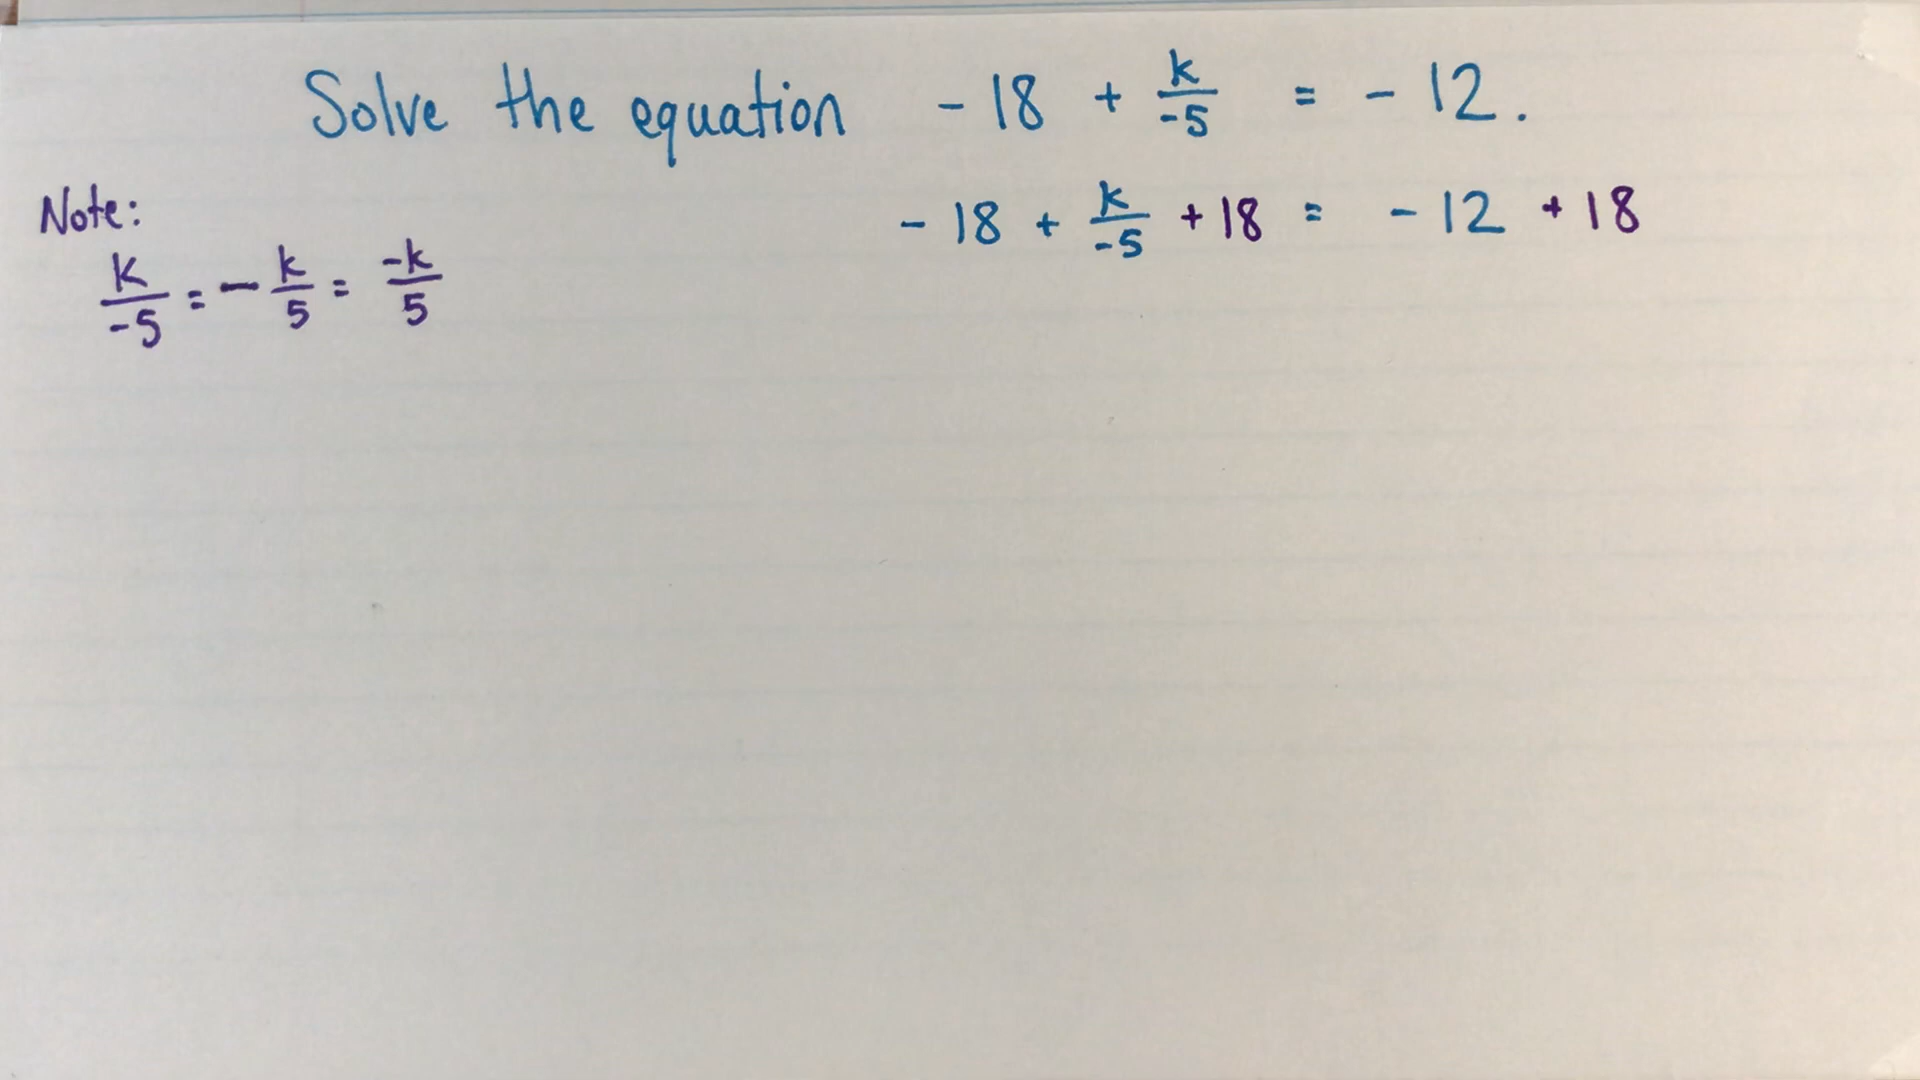 Solve the equation -18 + k/-5 = -12.
Note:
-18 + k/-5 +18 = -12 +18
k/-5 = -k/5 = -k/5